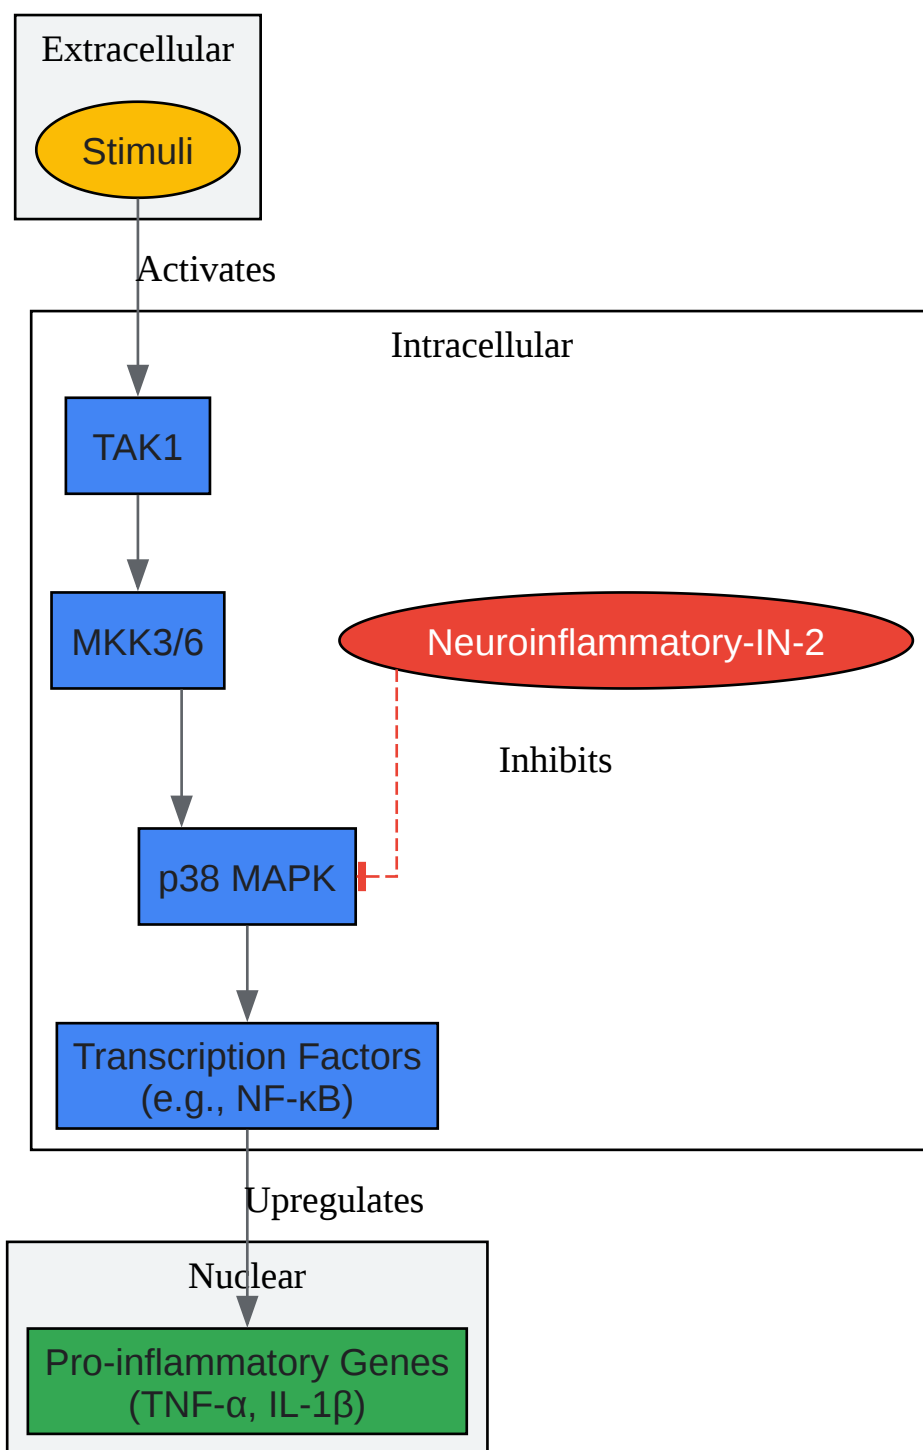 Extracellular
Stimuli
Activates
Intracellular
TAK1
MKK3/6
Neuroinflammatory-IN-2
Inhibits
p38 MAPK
Transcription Factors
(e.g., NF-κB)
Upregulates
Nuclear
Pro-inflammatory Genes
(TNF-α, IL-1β)